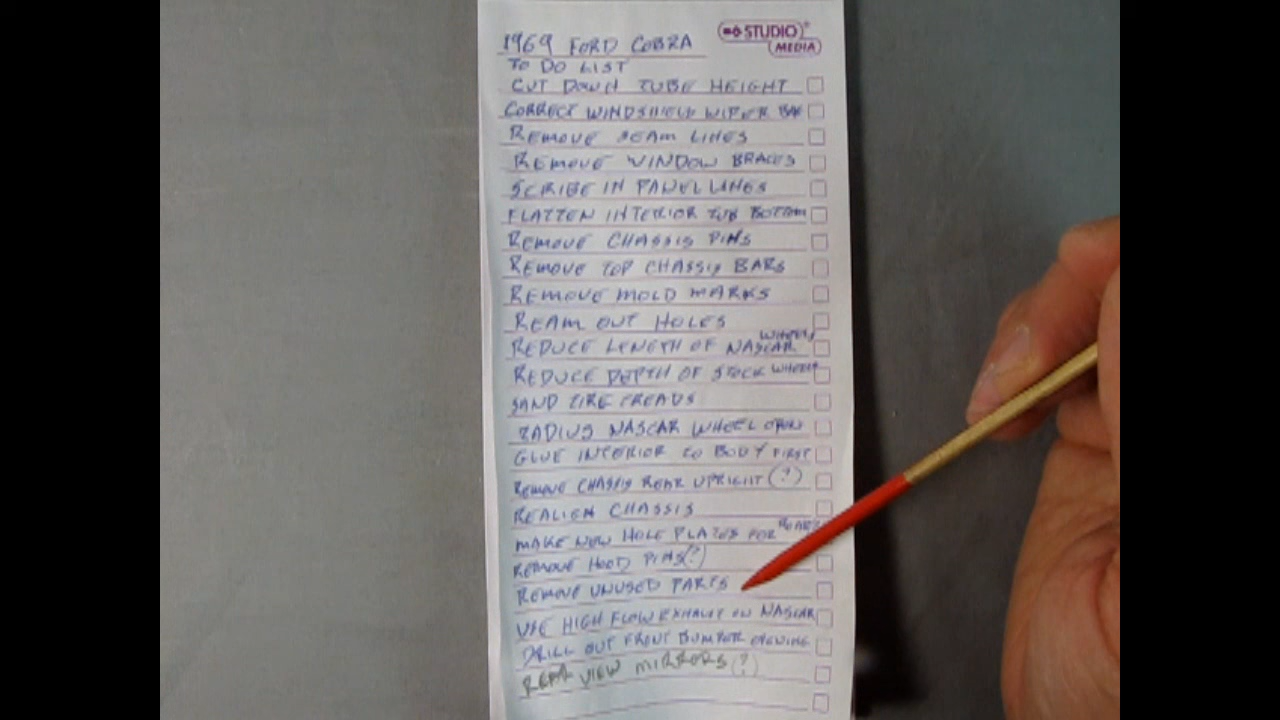 STUDIO
MEDIA
1969 FORD COBRA
TO DO LIST
CUT DOWN TUBE HEIGHT
CORRECT WINDSHIELD WIPER BAR
REMOVE SEAM LINES
REMOVE WINDOW BRACES
SCRIBE IN PANEL LINES
FLATTEN INTERIOR TUB BOTTOM
REMOVE CHASSIS PINS
REMOVE TOP CHASSIS BARS
REMOVE MOLD MARKS
REAM OUT HOLES
REDUCE LENGTH OF NASCAR WHEELS
REDUCE DEPTH OF STOCK WHEELS
SAND TIRE TREADS
RADIUS NASCAR WHEEL OPEN
GLUE INTERIOR TO BODY FIRST
REMOVE CHASSIS REAR UPRIGHT (?)
REALIGN CHASSIS
MAKE NEW HOLE PLATES FOR
REMOVE HOOD PINS (?)
REMOVE UNUSED PARTS
USE HIGH FLOW EXHAUST ON NASCAR
DRILL OUT FRONT BUMPER OPENING
REAR VIEW MIRRORS (?)